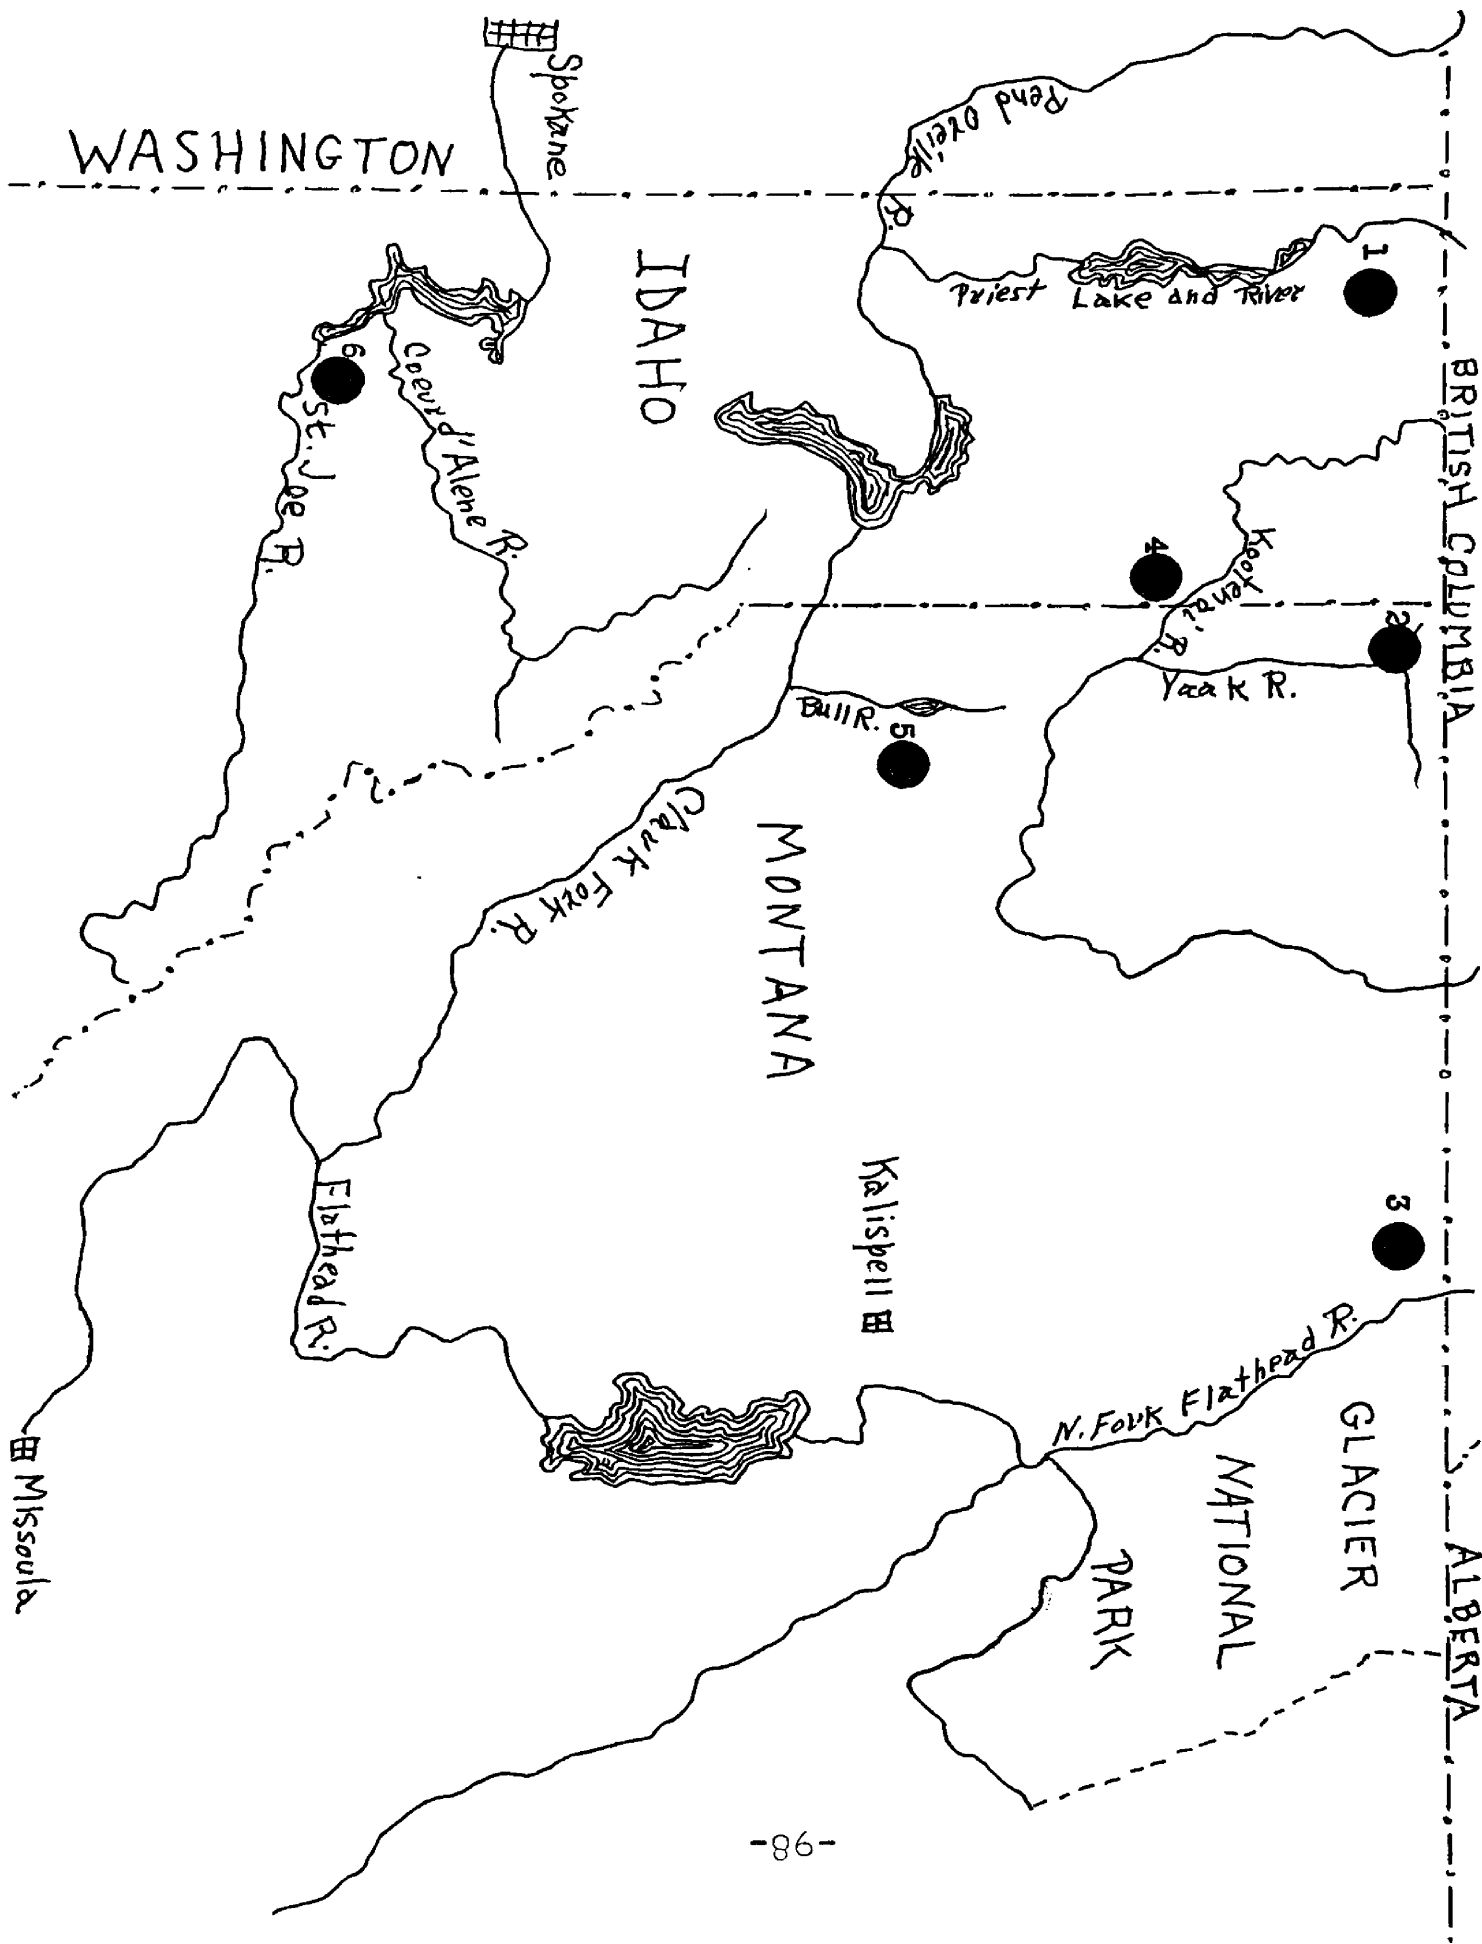 BRITISH COLUMBIA
ALBERTA
1
2
3
GLACIER
NATIONAL
PARK
Priest Lake and River
Kootenai R.
Yaak R.
N. Fork Flathead R.
4
Pend Oreille R.
Bull R.
5
Kalispell
MONTANA
IDAHO
Clark Fork R.
Spokane
Coeur d'Alene R.
6
St. Joe R.
Flathead R.
WASHINGTON
Missoula
-98-